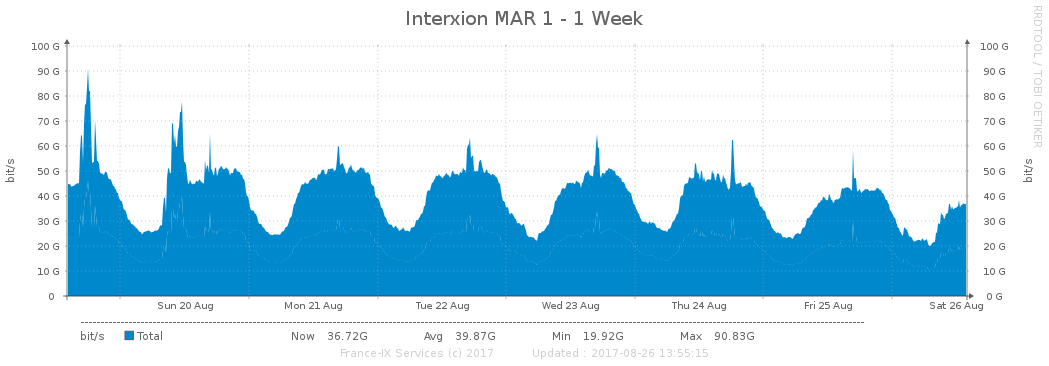 Interxion MAR 1 - 1 Week
RRDTOOL / TOBI OETIKER
bit/s
bit/s
100 G 100 G
90 G 90 G
80 G 80 G
70 G 70 G
60 G 60 G
50 G 50 G
40 G 40 G
30 G 30 G
20 G 20 G
10 G 10 G
0 0 G
Sun 20 Aug Mon 21 Aug Tue 22 Aug Wed 23 Aug Thu 24 Aug Fri 25 Aug Sat 26 Aug
bit/s Total Now 36.72G Avg 39.87G Min 19.92G Max 90.83G
France-IX Services (c) 2017 Updated : 2017-08-26 13:55:15